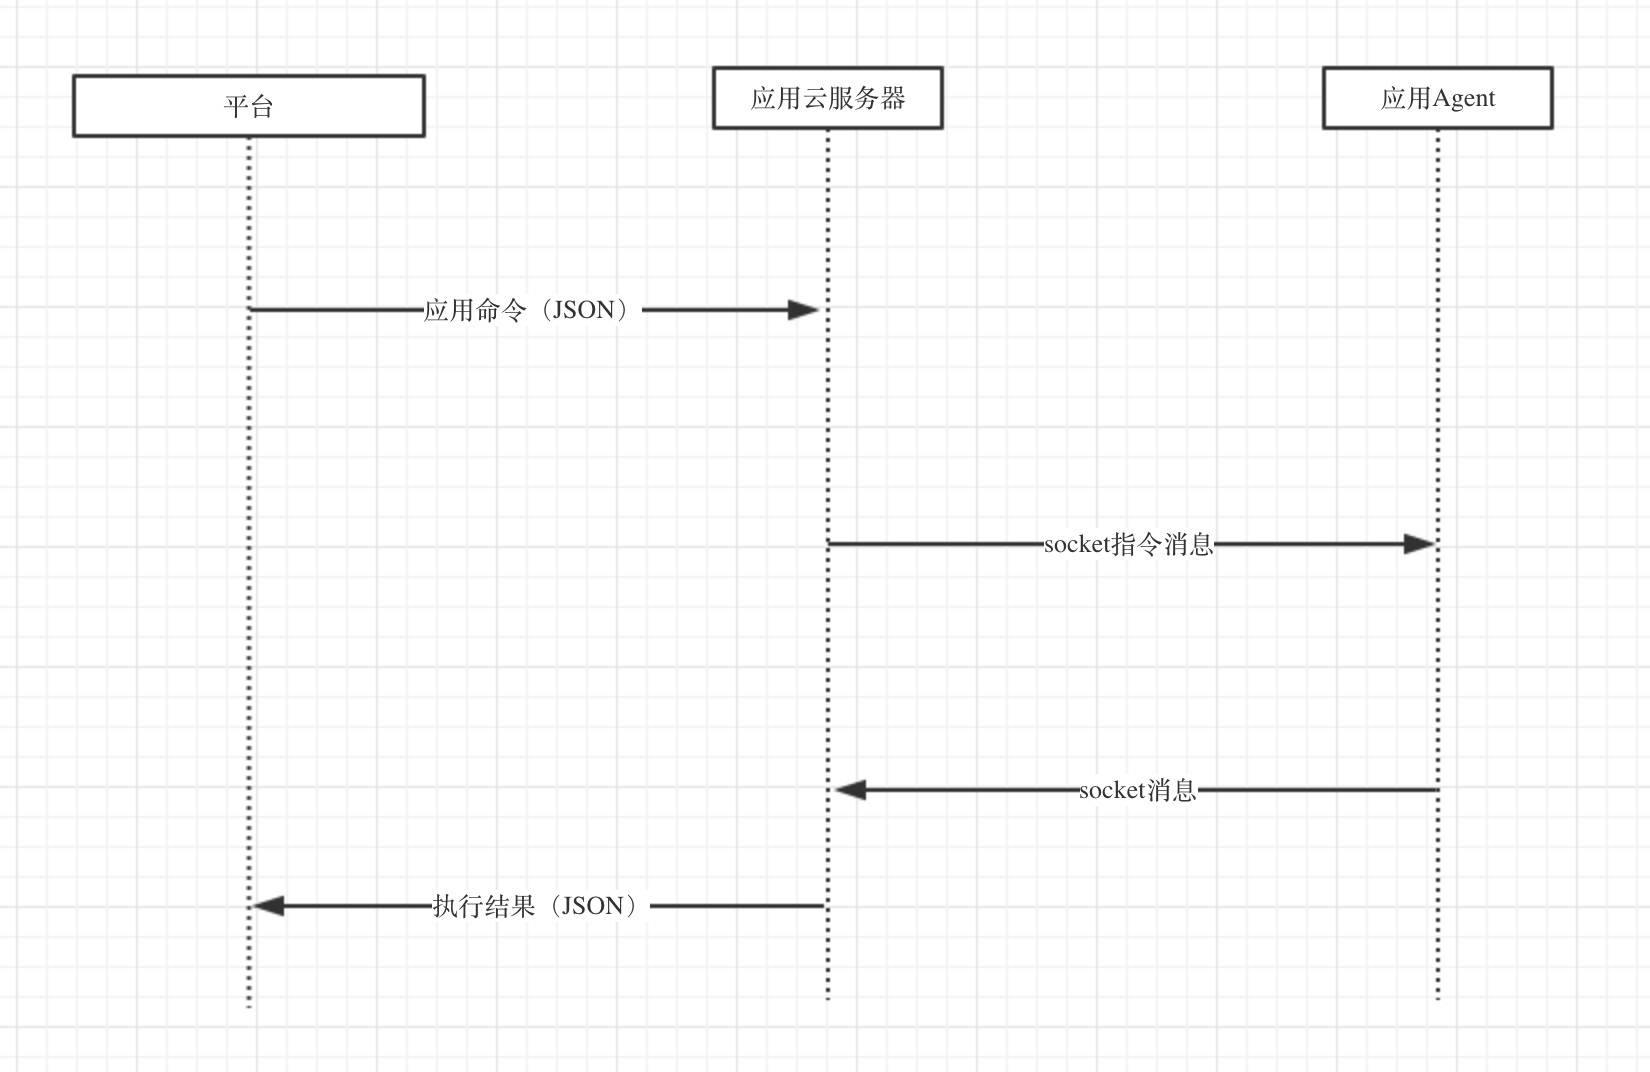 平台
应用云服务器
应用Agent
应用命令（JSON）
socket指令消息
socket消息
执行结果（JSON）